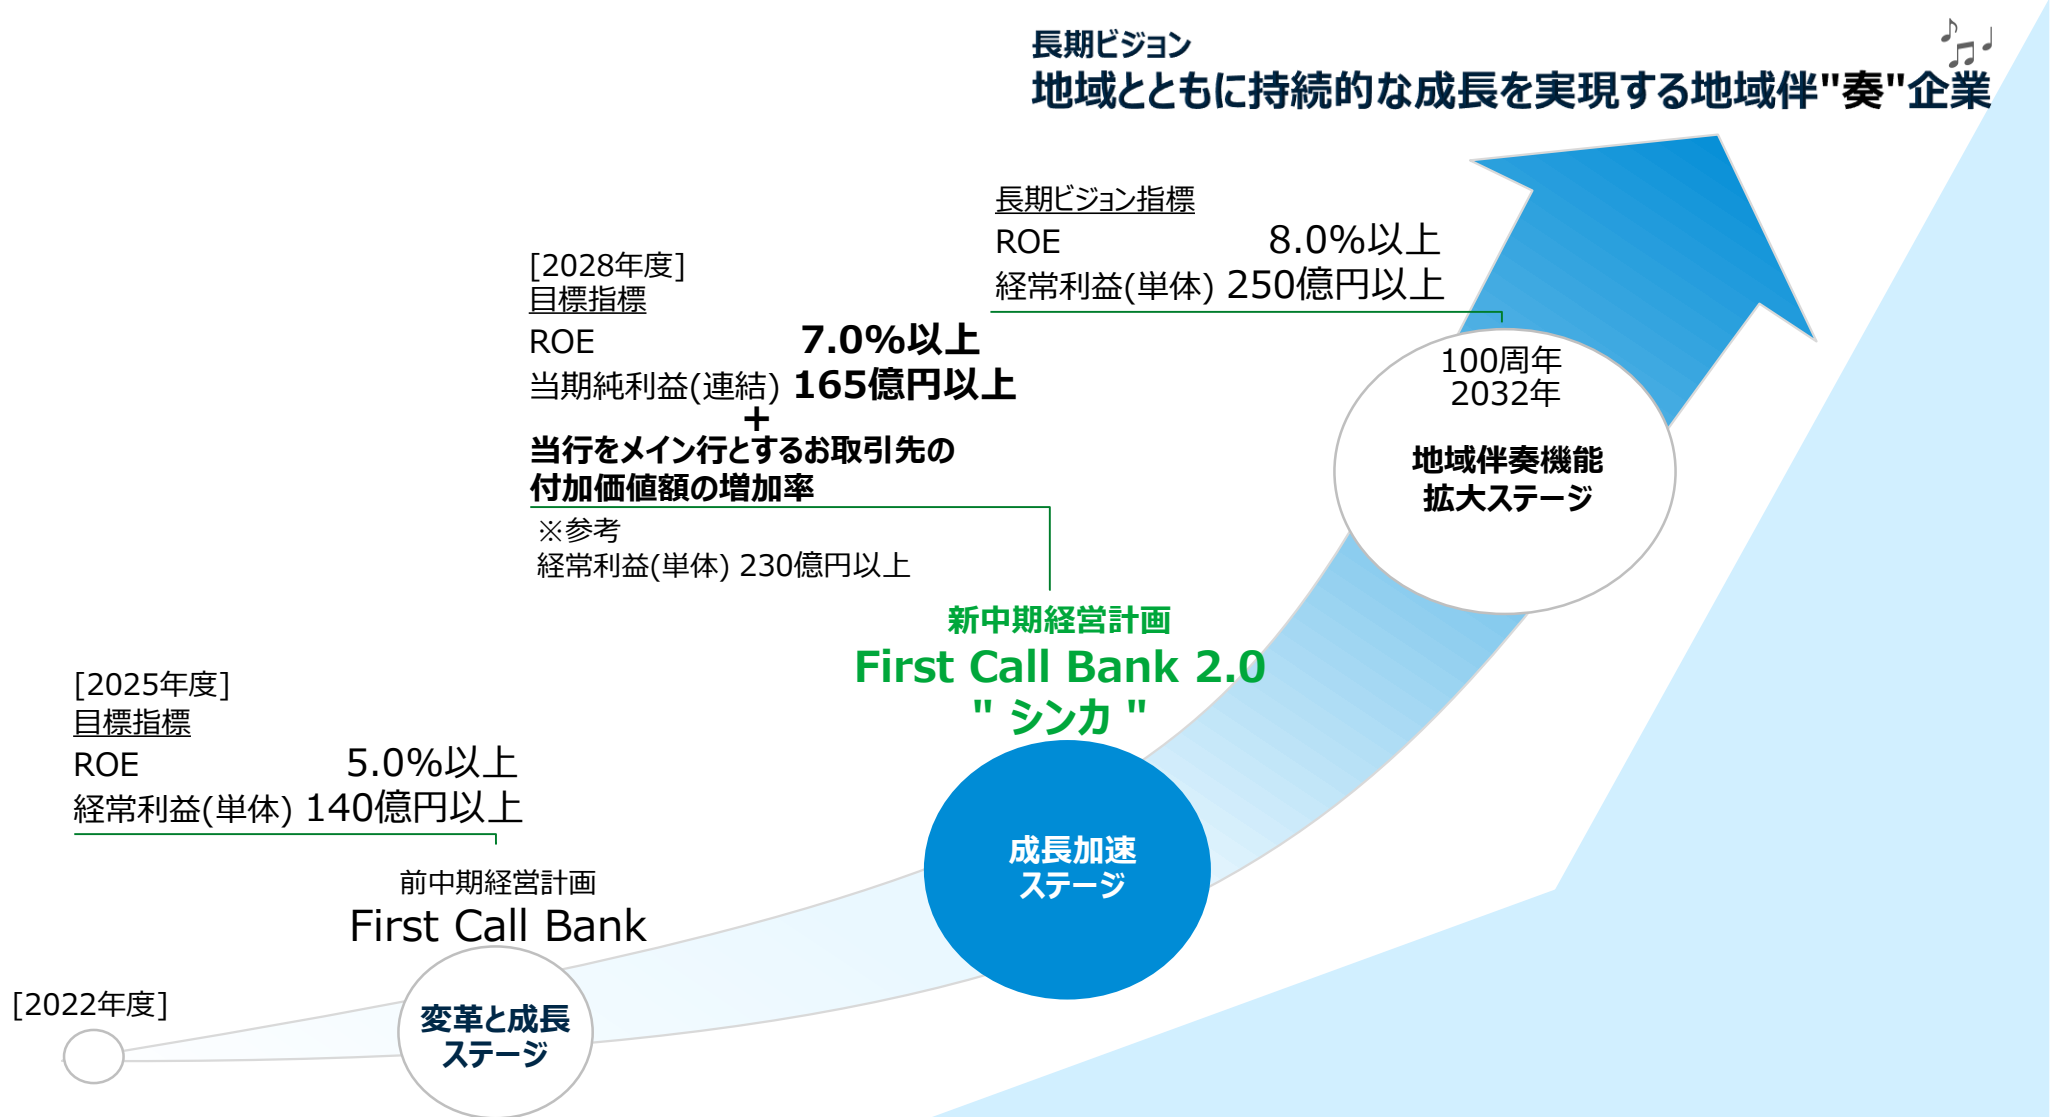 長期ビジョン
地域とともに持続的な成長を実現する地域伴"奏"企業
長期ビジョン指標
ROE 8.0%以上
経常利益(単体) 250億円以上
[2028年度]
目標指標
ROE 7.0%以上
当期純利益(連結) 165億円以上
+
当行をメイン行とするお取引先の
付加価値額の増加率
※参考
経常利益(単体) 230億円以上
100周年
2032年
地域伴奏機能
拡大ステージ
新中期経営計画
First Call Bank 2.0
" シンカ "
成長加速
ステージ
[2025年度]
目標指標
ROE 5.0%以上
経常利益(単体) 140億円以上
前中期経営計画
First Call Bank
変革と成長
ステージ
[2022年度]